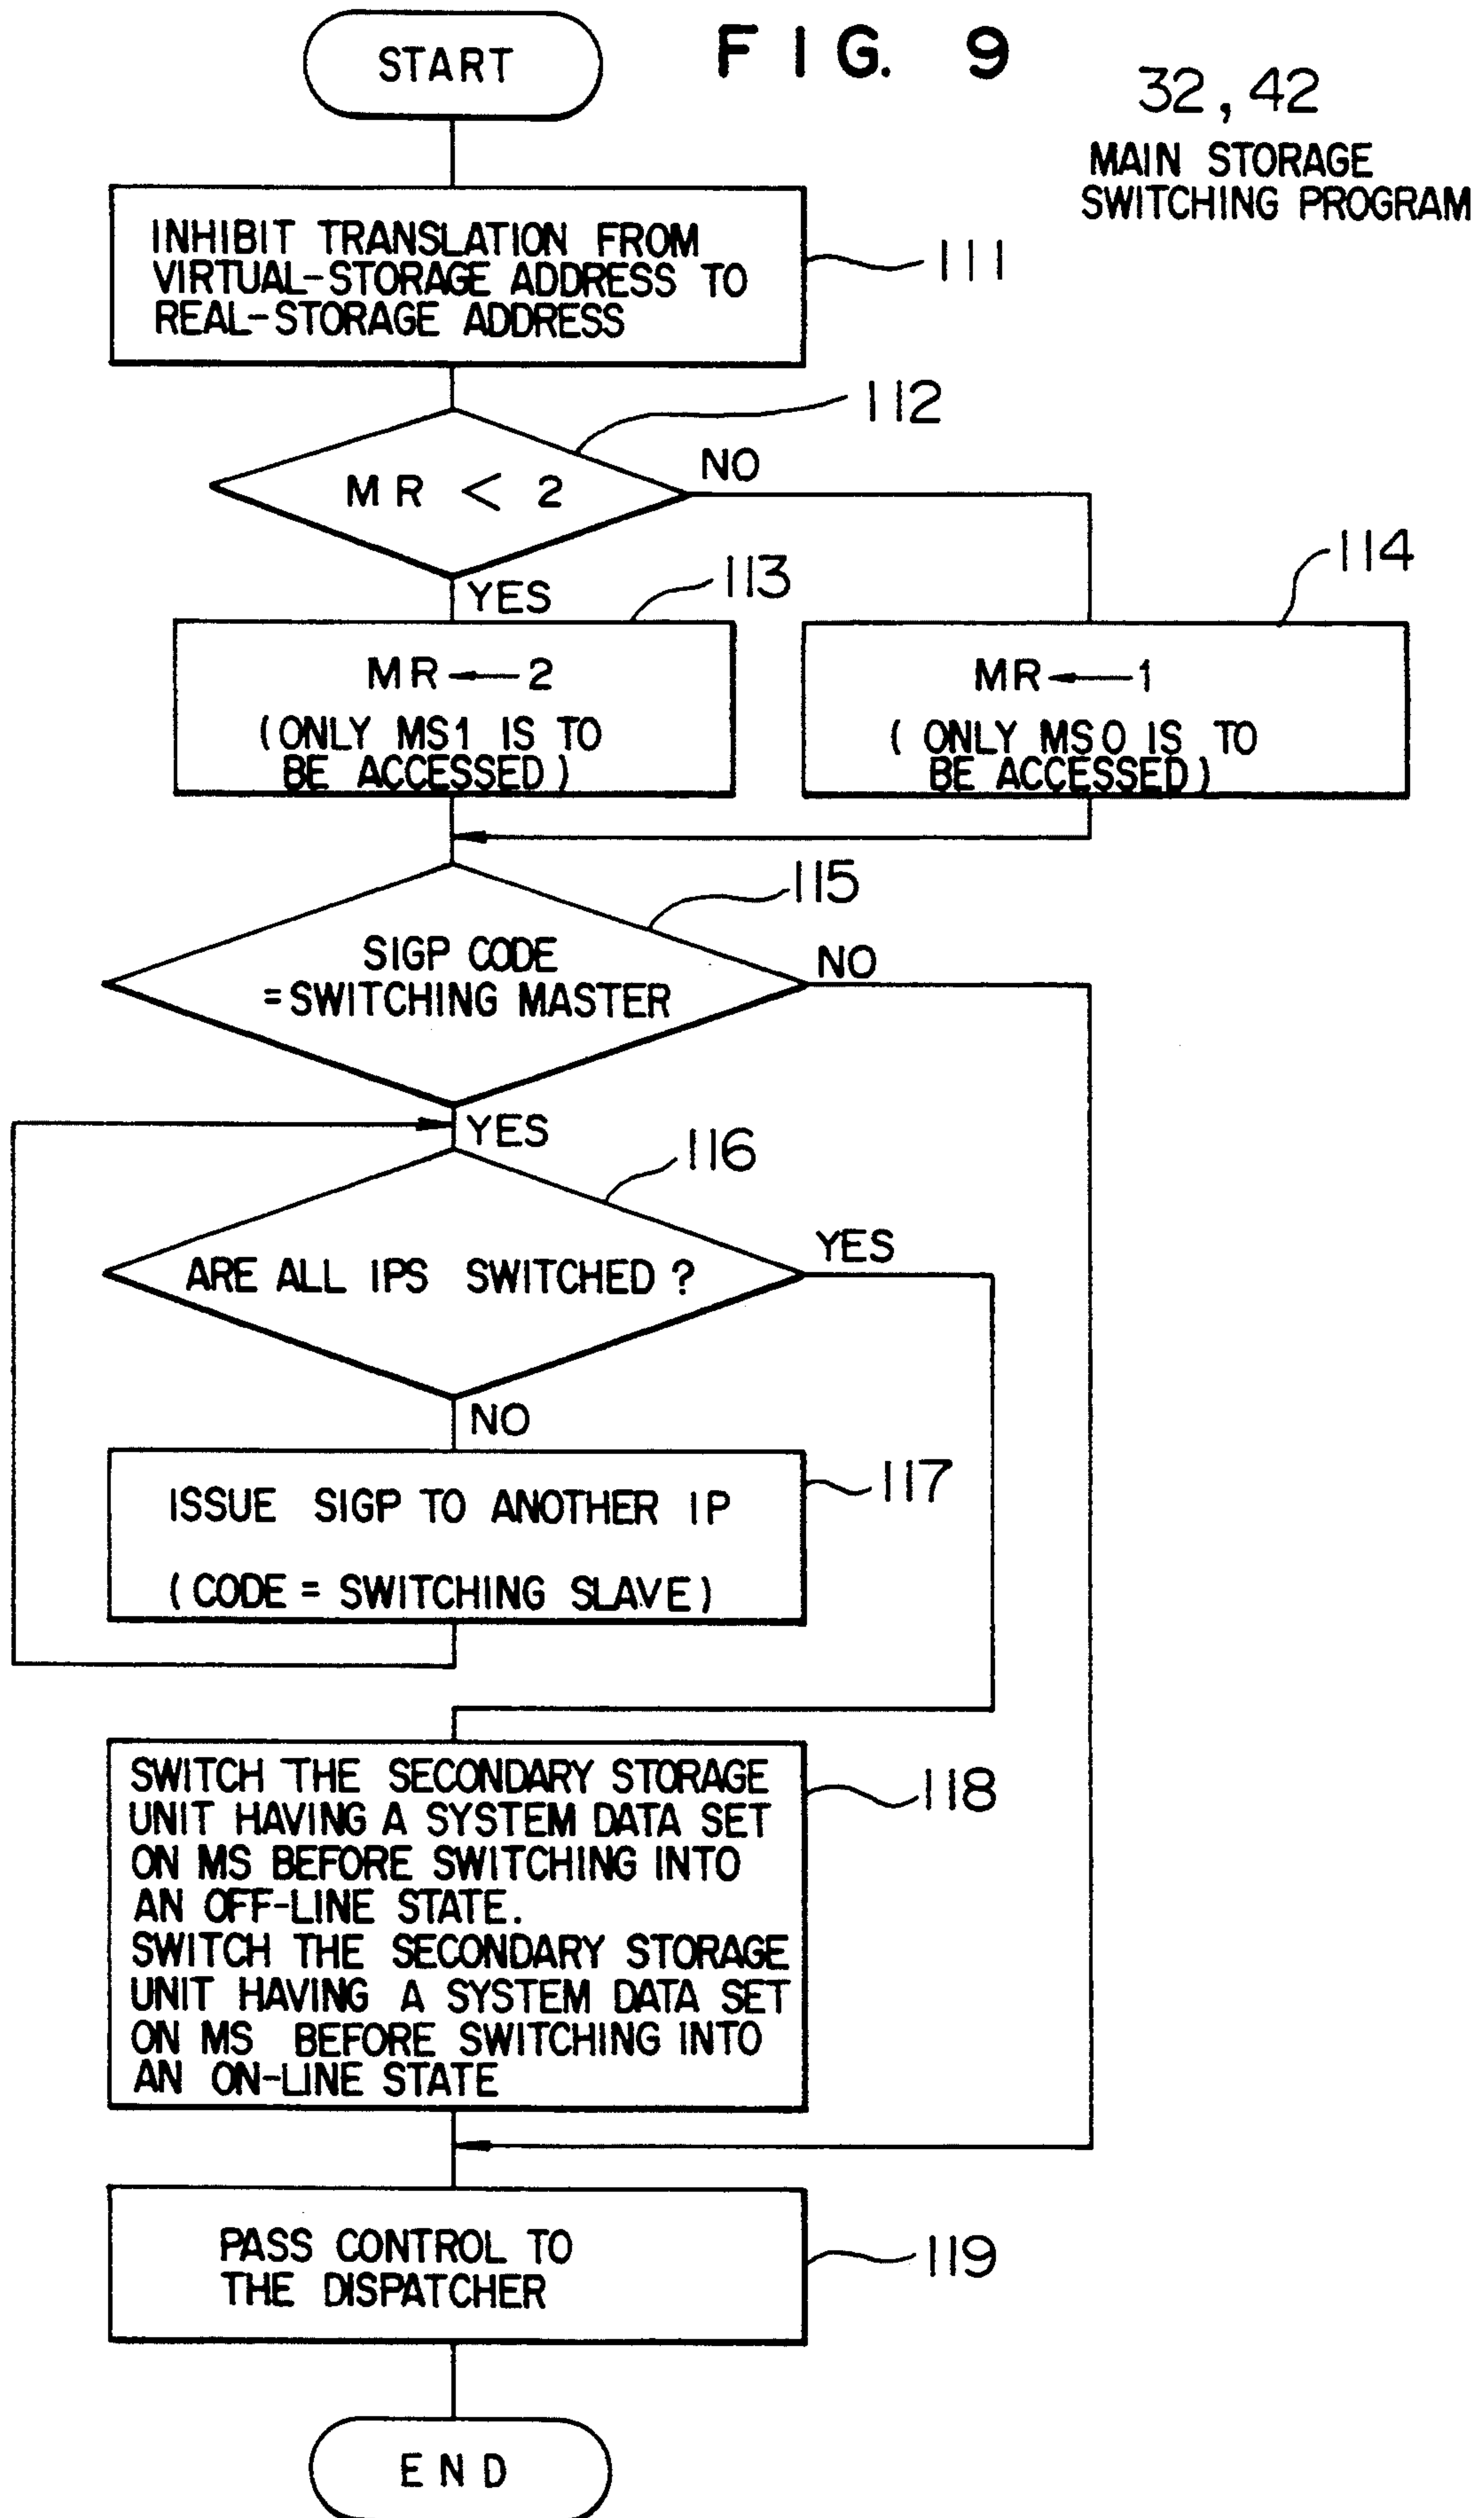 START
FIG. 9
32, 42
MAIN STORAGE
SWITCHING PROGRAM
INHIBIT TRANSLATION FROM
VIRTUAL-STORAGE ADDRESS TO
REAL-STORAGE ADDRESS
111
112
MR < 2
NO
YES
113
114
MR ← 2
(ONLY MS1 IS TO
BE ACCESSED)
MR ← 1
(ONLY MS0 IS TO
BE ACCESSED)
115
SIGP CODE
=SWITCHING MASTER
NO
YES
116
ARE ALL IPS SWITCHED?
YES
NO
ISSUE SIGP TO ANOTHER IP
(CODE = SWITCHING SLAVE)
117
SWITCH THE SECONDARY STORAGE
UNIT HAVING A SYSTEM DATA SET
ON MS BEFORE SWITCHING INTO
AN OFF-LINE STATE.
SWITCH THE SECONDARY STORAGE
UNIT HAVING A SYSTEM DATA SET
ON MS BEFORE SWITCHING INTO
AN ON-LINE STATE
118
PASS CONTROL TO
THE DISPATCHER
119
END